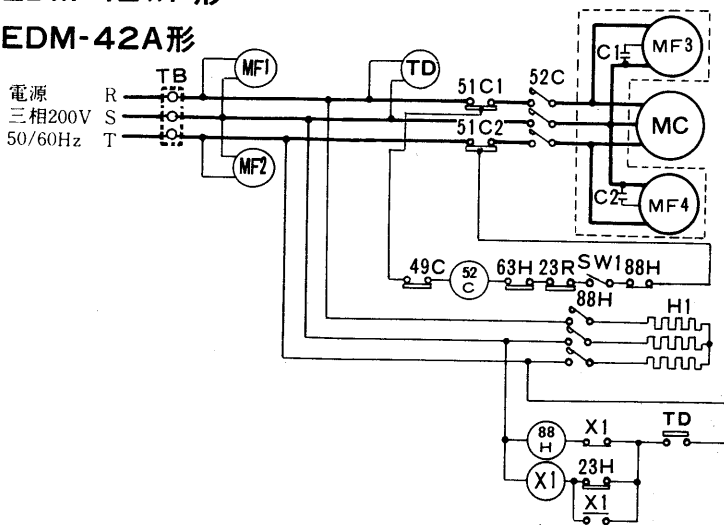 EDM-42A形
TB
MF1
TD
51C1
52C
C1
MF3
電源 R
三相200V S
50/60Hz T
51C2
MC
MF2
C2
MF4
49C
52
C
63H
23R
SW1
88H
88H
H1
88
H
X1
TD
X1
23H
X1